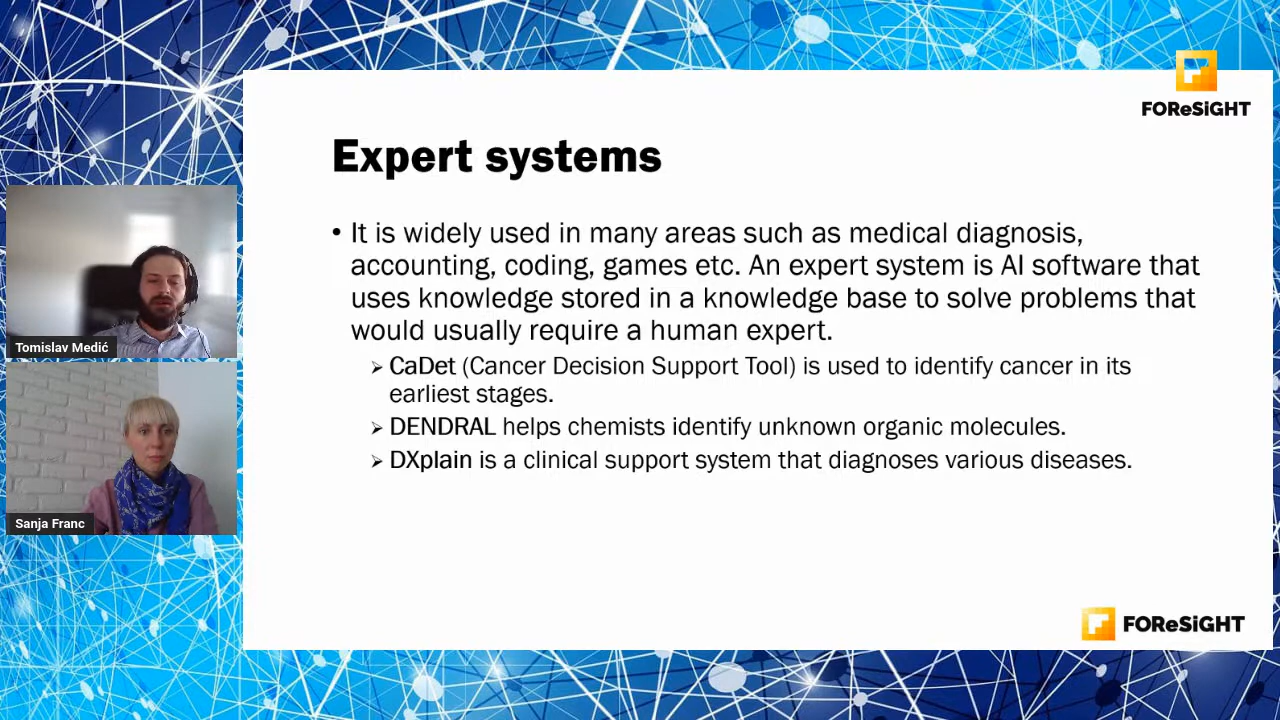 FOReSiGHT
Expert systems
• It is widely used in many areas such as medical diagnosis,
accounting, coding, games etc. An expert system is AI software that
uses knowledge stored in a knowledge base to solve problems that
would usually require a human expert.
➢ CaDet (Cancer Decision Support Tool) is used to identify cancer in its
earliest stages.
➢ DENDRAL helps chemists identify unknown organic molecules.
➢ DXplain is a clinical support system that diagnoses various diseases.
Tomislav Medić
Sanja Franc
FOReSiGHT